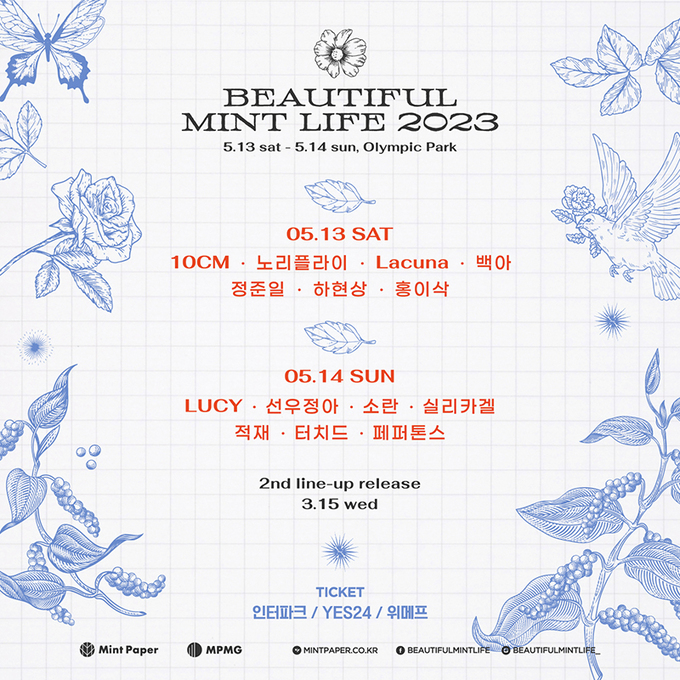 BEAUTIFUL
MINT LIFE 2023
5.13 sat - 5.14 sun, Olympic Park
05.13 SAT
10CM · 노리플라이 · Lacuna · 백아
정준일 · 하현상 · 홍이삭
05.14 SUN
LUCY · 선우정아 · 소란 · 실리카겔
적재 · 터치드 · 페퍼톤스
2nd line-up release
3.15 wed
TICKET
인터파크 / YES24 / 위메프
Mint Paper MPMG MINTPAPER.CO.KR BEAUTIFULMINTLIFE BEAUTIFULMINTLIFE_